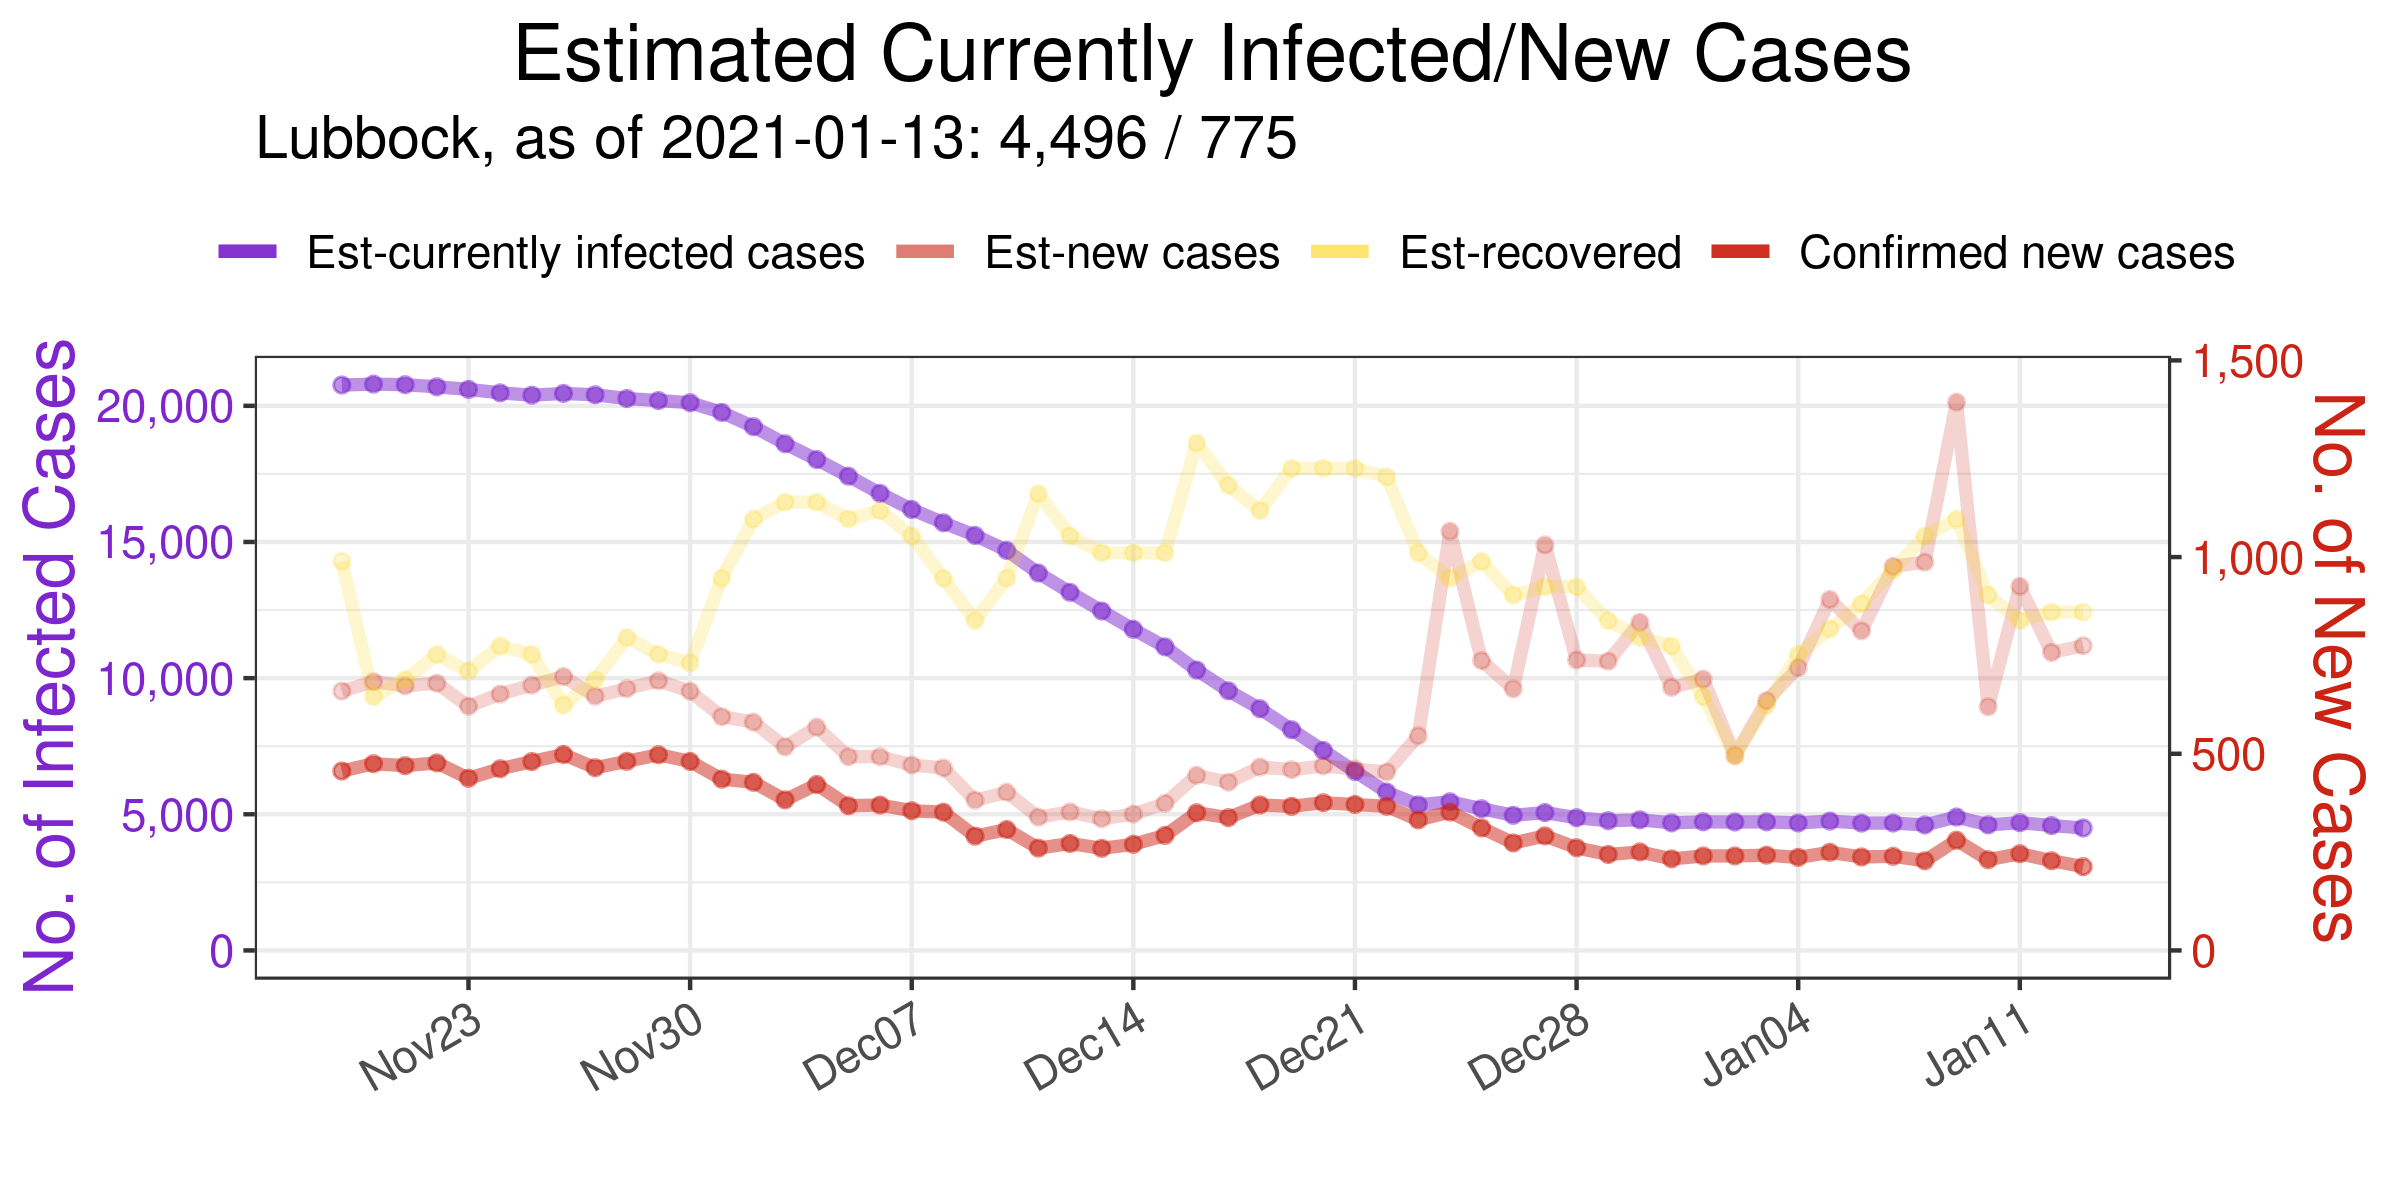 Estimated Currently Infected/New Cases
Lubbock, as of 2021-01-13: 4,496 / 775
Est-currently infected cases Est-new cases Est-recovered Confirmed new cases
No. of Infected Cases
20,000
15,000
10,000
5,000
0
1,500
1,000
500
0
No. of New Cases
Nov23 Nov30 Dec07 Dec14 Dec21 Dec28 Jan04 Jan11